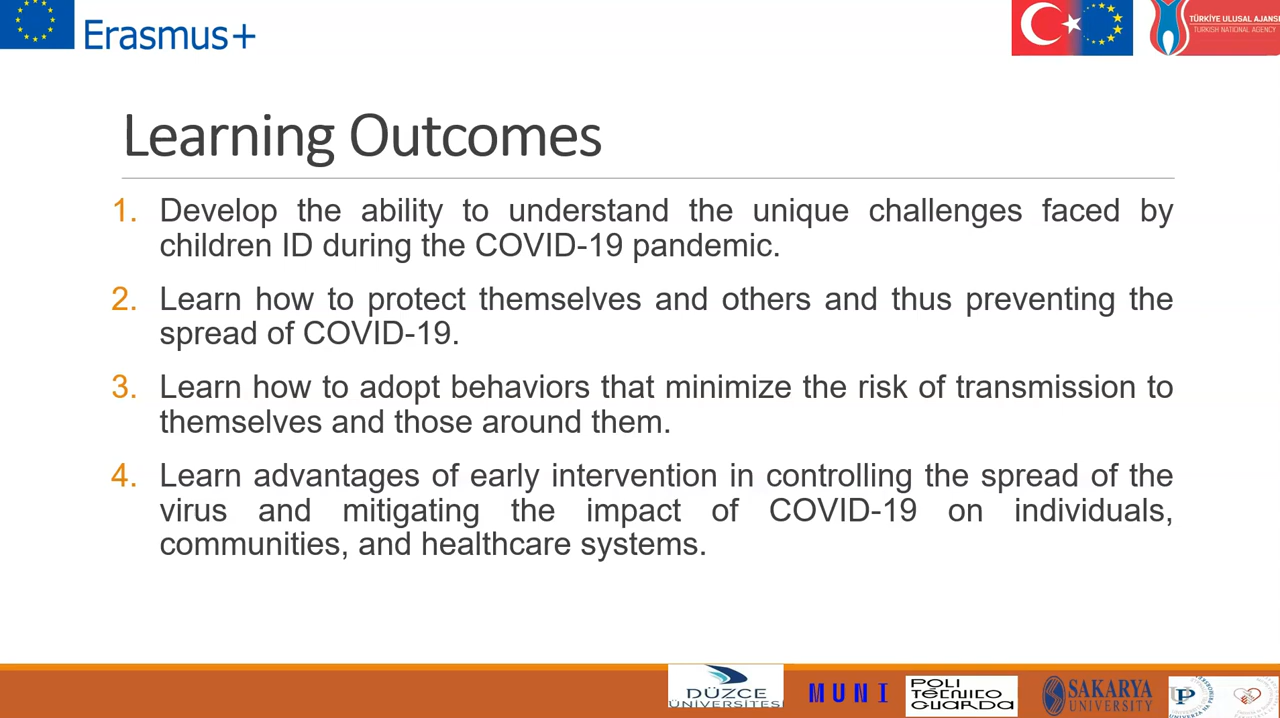 Erasmus+
TÜRKİYE ULUSAL AJANSI
TURKISH NATIONAL AGENCY
Learning Outcomes
1. Develop the ability to understand the unique challenges faced by
children ID during the COVID-19 pandemic.
2. Learn how to protect themselves and others and thus preventing the
spread of COVID-19.
3. Learn how to adopt behaviors that minimize the risk of transmission to
themselves and those around them.
4. Learn advantages of early intervention in controlling the spread of the
virus and mitigating the impact of COVID-19 on individuals,
communities, and healthcare systems.
DÜZCE
ÜNİVERSİTESİ
MUNI
POLI
TÉCNICO
GUARDA
SAKARYA
UNIVERSITY
UP